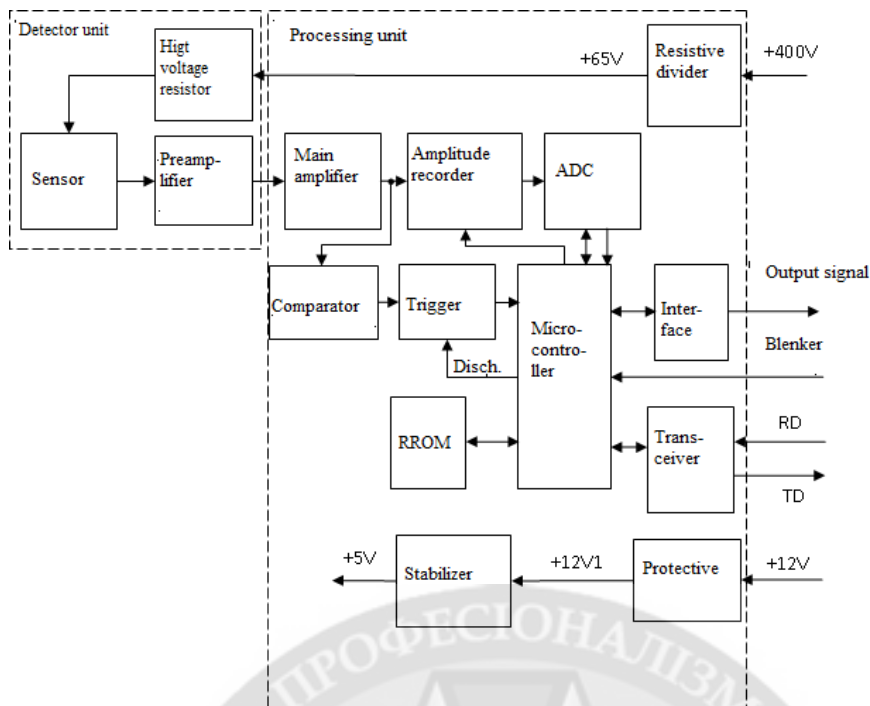 Detector unit
Processing unit
Higt
voltage
resistor
+65V
Resistive
divider
+400V
Sensor
Preamp-
lifier
Main
amplifier
Amplitude
recorder
ADC
Comparator
Trigger
Micro-
contro-
ller
Inter-
face
Output signal
Blenker
Disch.
RROM
Trans-
ceiver
RD
TD
+5V
Stabilizer
+12V1
Protective
+12V
ПРОФЕСІОНАЛІЗМ